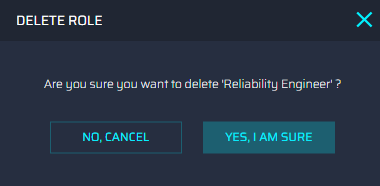 DELETE ROLE
Are you sure you want to delete 'Reliability Engineer' ?
NO, CANCEL
YES, I AM SURE